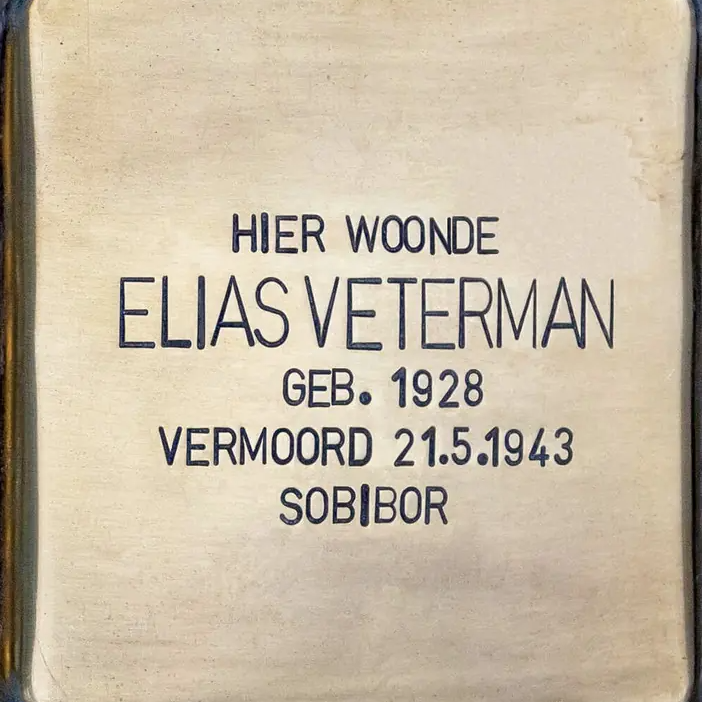 HIER WOONDE
ELIAS VETERMAN
GEB. 1928
VERMOORD 21.5.1943
SOBIBOR